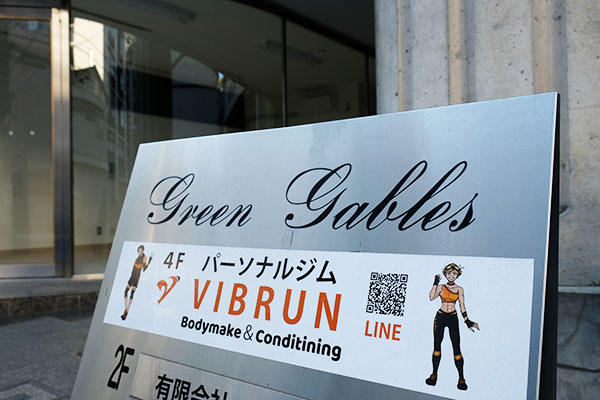 Green Gables
4F パーソナルジム
VIBRUN
Bodymake & Conditining
LINE
2F 有限会社